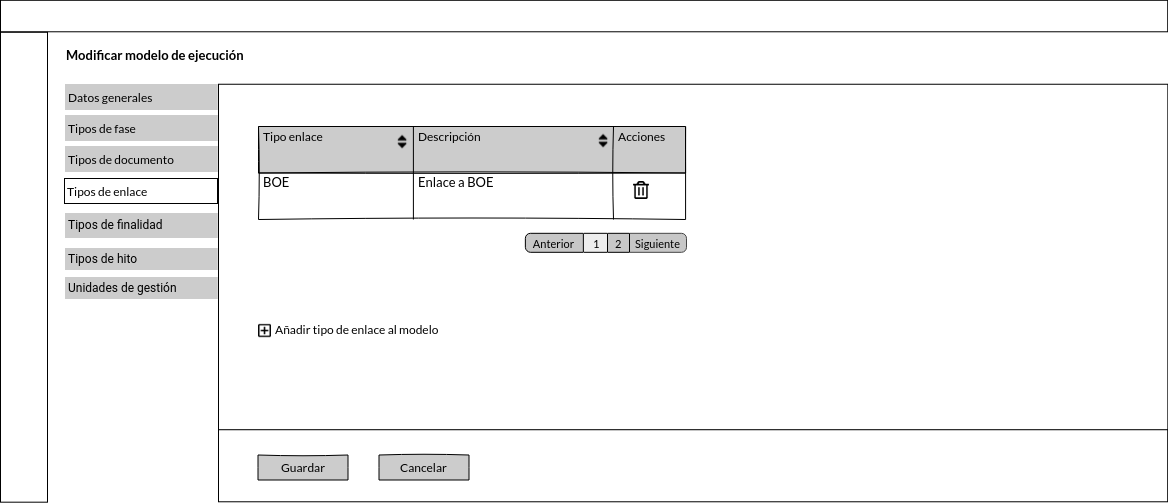 Modificar modelo de ejecución
Datos generales
Tipos de fase
Tipos de documento
Tipos de enlace
Tipos de finalidad
Tipos de hito
Unidades de gestión
Tipo enlace Descripción Acciones
BOE Enlace a BOE
Anterior 1 2 Siguiente
Añadir tipo de enlace al modelo
Guardar Cancelar